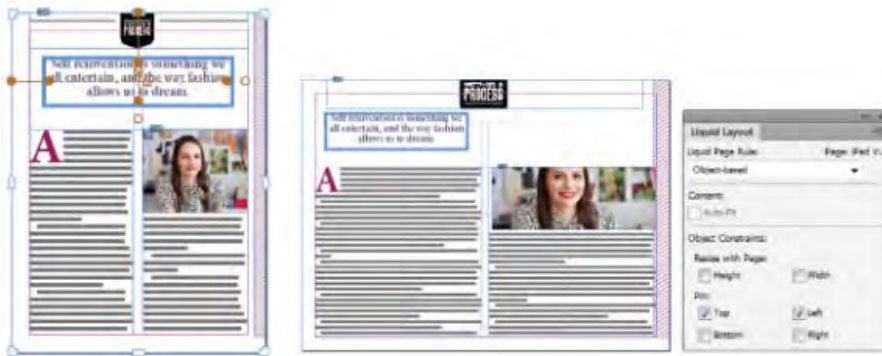 PROCESS
Self reinvention is something we
all entertain, and the way fashion
allows us to dream.
A
PROCESS
Self reinvention is something we
all entertain, and the way fashion
allows us to dream.
A
Liquid Layout
Liquid Page Rule:
Page: iPad V
Object-based
Content:
Auto-Fit
Object Constraints:
Resize with Page:
Height
Width
Pin:
Top
Left
Bottom
Right